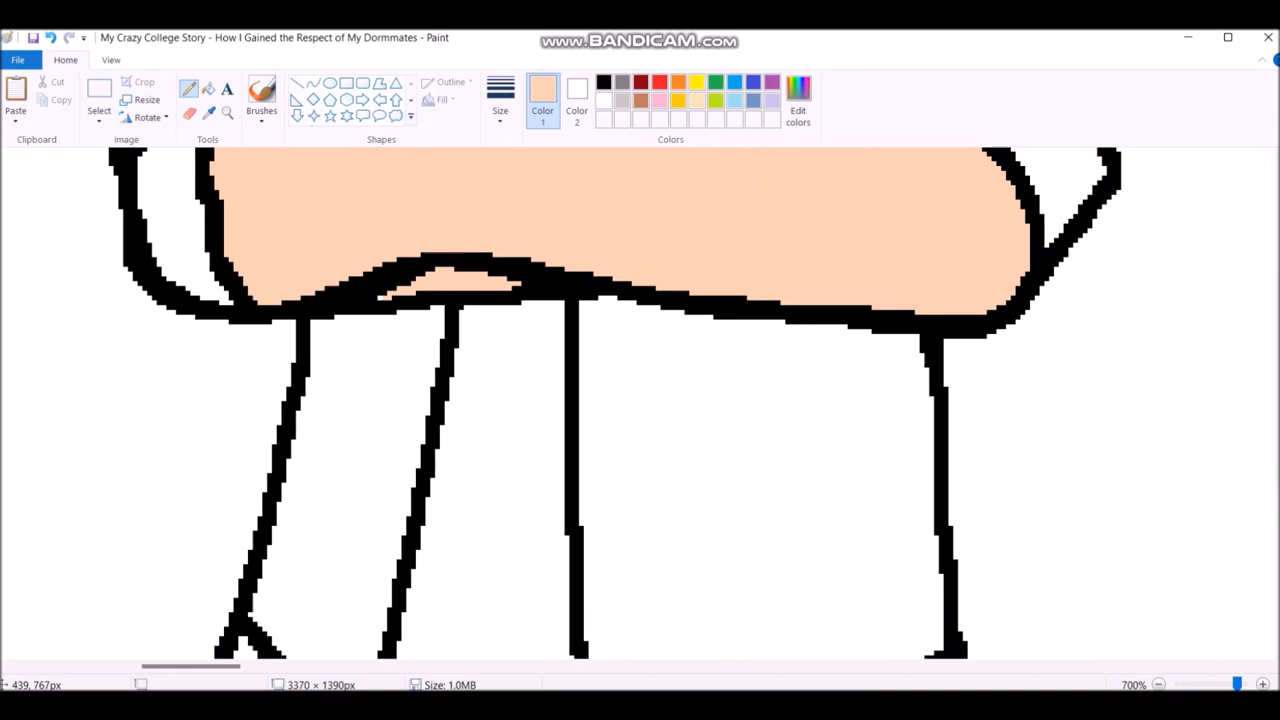 My Crazy College Story - How I Gained the Respect of My Dormmates - Paint
www.BANDICAM.com
File Home View
Cut
Copy
Paste
Clipboard
Select
Crop
Resize
Rotate
Image
A
Tools
Brushes
Outline
Fill
Shapes
Size
Color
1
Color
2
Edit
colors
Colors
439, 767px
3370 × 1390px
Size: 1.0MB
700%